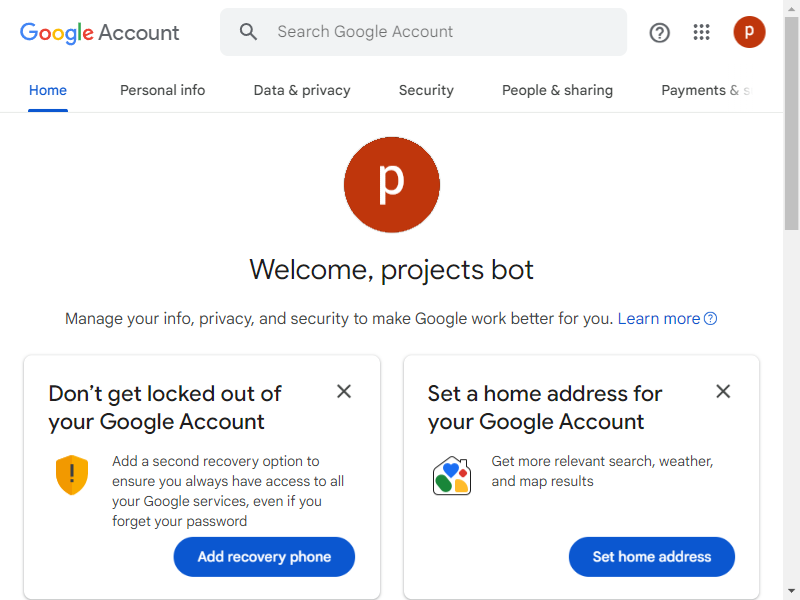 Google Account
Search Google Account
p
Home
Personal info
Data & privacy
Security
People & sharing
Payments &
p
Welcome, projects bot
Manage your info, privacy, and security to make Google work better for you. Learn more
Don’t get locked out of
your Google Account
Add a second recovery option to
ensure you always have access to all
your Google services, even if you
forget your password
Add recovery phone
Set a home address for
your Google Account
Get more relevant search, weather,
and map results
Set home address